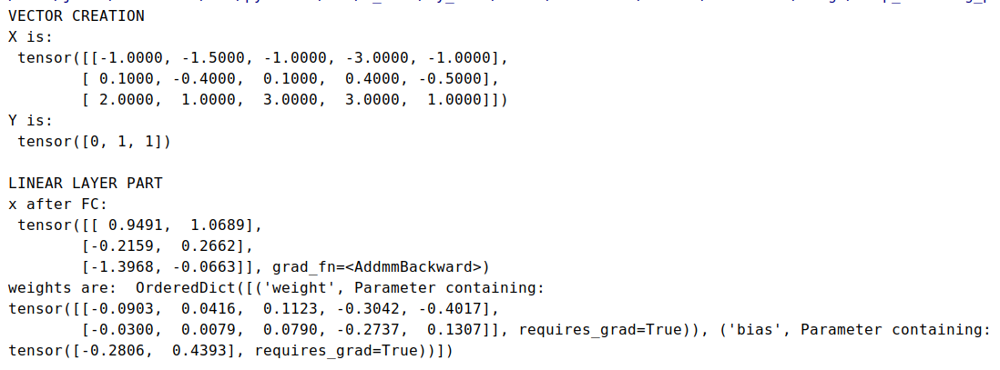 VECTOR CREATION
X is:
 tensor([[-1.0000, -1.5000, -1.0000, -3.0000, -1.0000],
        [ 0.1000, -0.4000,  0.1000,  0.4000, -0.5000],
        [ 2.0000,  1.0000,  3.0000,  3.0000,  1.0000]])
Y is:
 tensor([0, 1, 1])

LINEAR LAYER PART
x after FC:
 tensor([[ 0.9491,  1.0689],
        [-0.2159,  0.2662],
        [-1.3968, -0.0663]], grad_fn=<AddmmBackward>)
weights are:  OrderedDict([('weight', Parameter containing:
tensor([[-0.0903,  0.0416,  0.1123, -0.3042, -0.4017],
        [-0.0300,  0.0079,  0.0790, -0.2737,  0.1307]], requires_grad=True)), ('bias', Parameter containing:
tensor([-0.2806,  0.4393], requires_grad=True))])